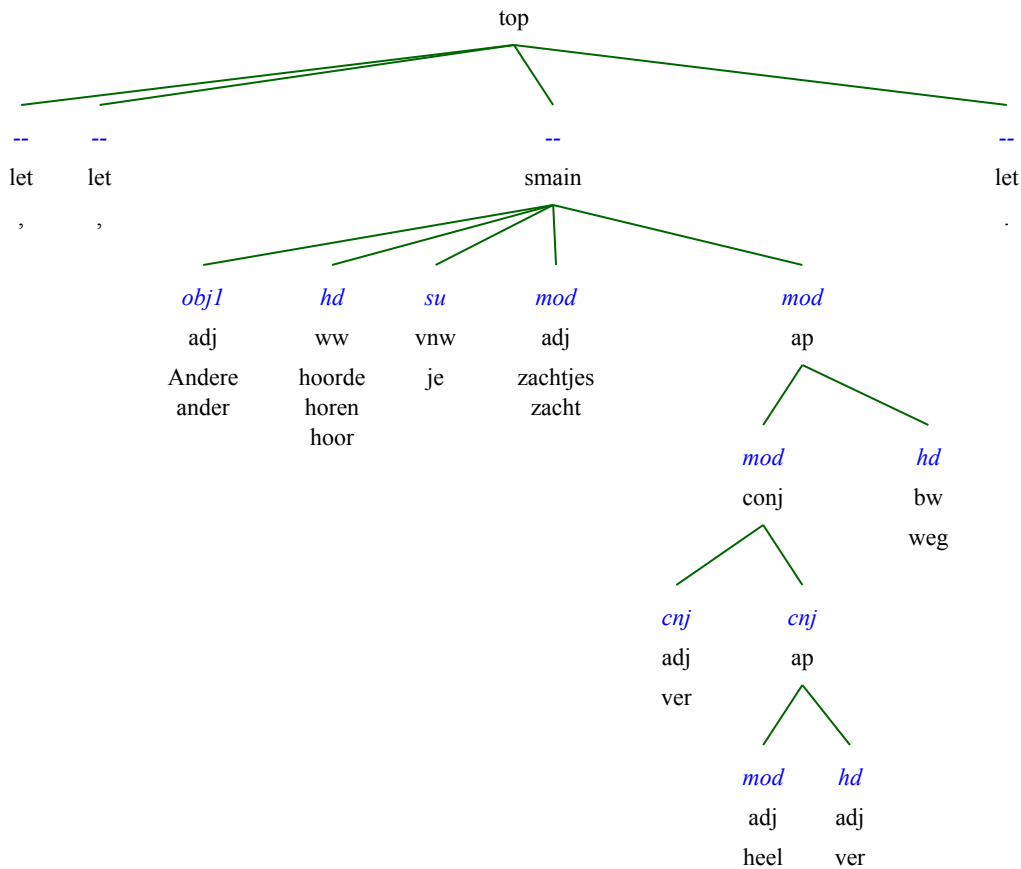 top
-- -- -- --
let let smain let
, , .
obj1 hd su mod mod
adj ww vnw adj ap
Andere hoorde je zachtjes
ander horen zacht
hoor
mod hd
conj bw
weg
cnj cnj
adj ap
ver
mod hd
adj adj
heel ver